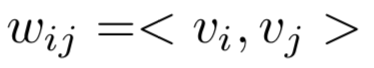 w_{ij} =< v_i, v_j >